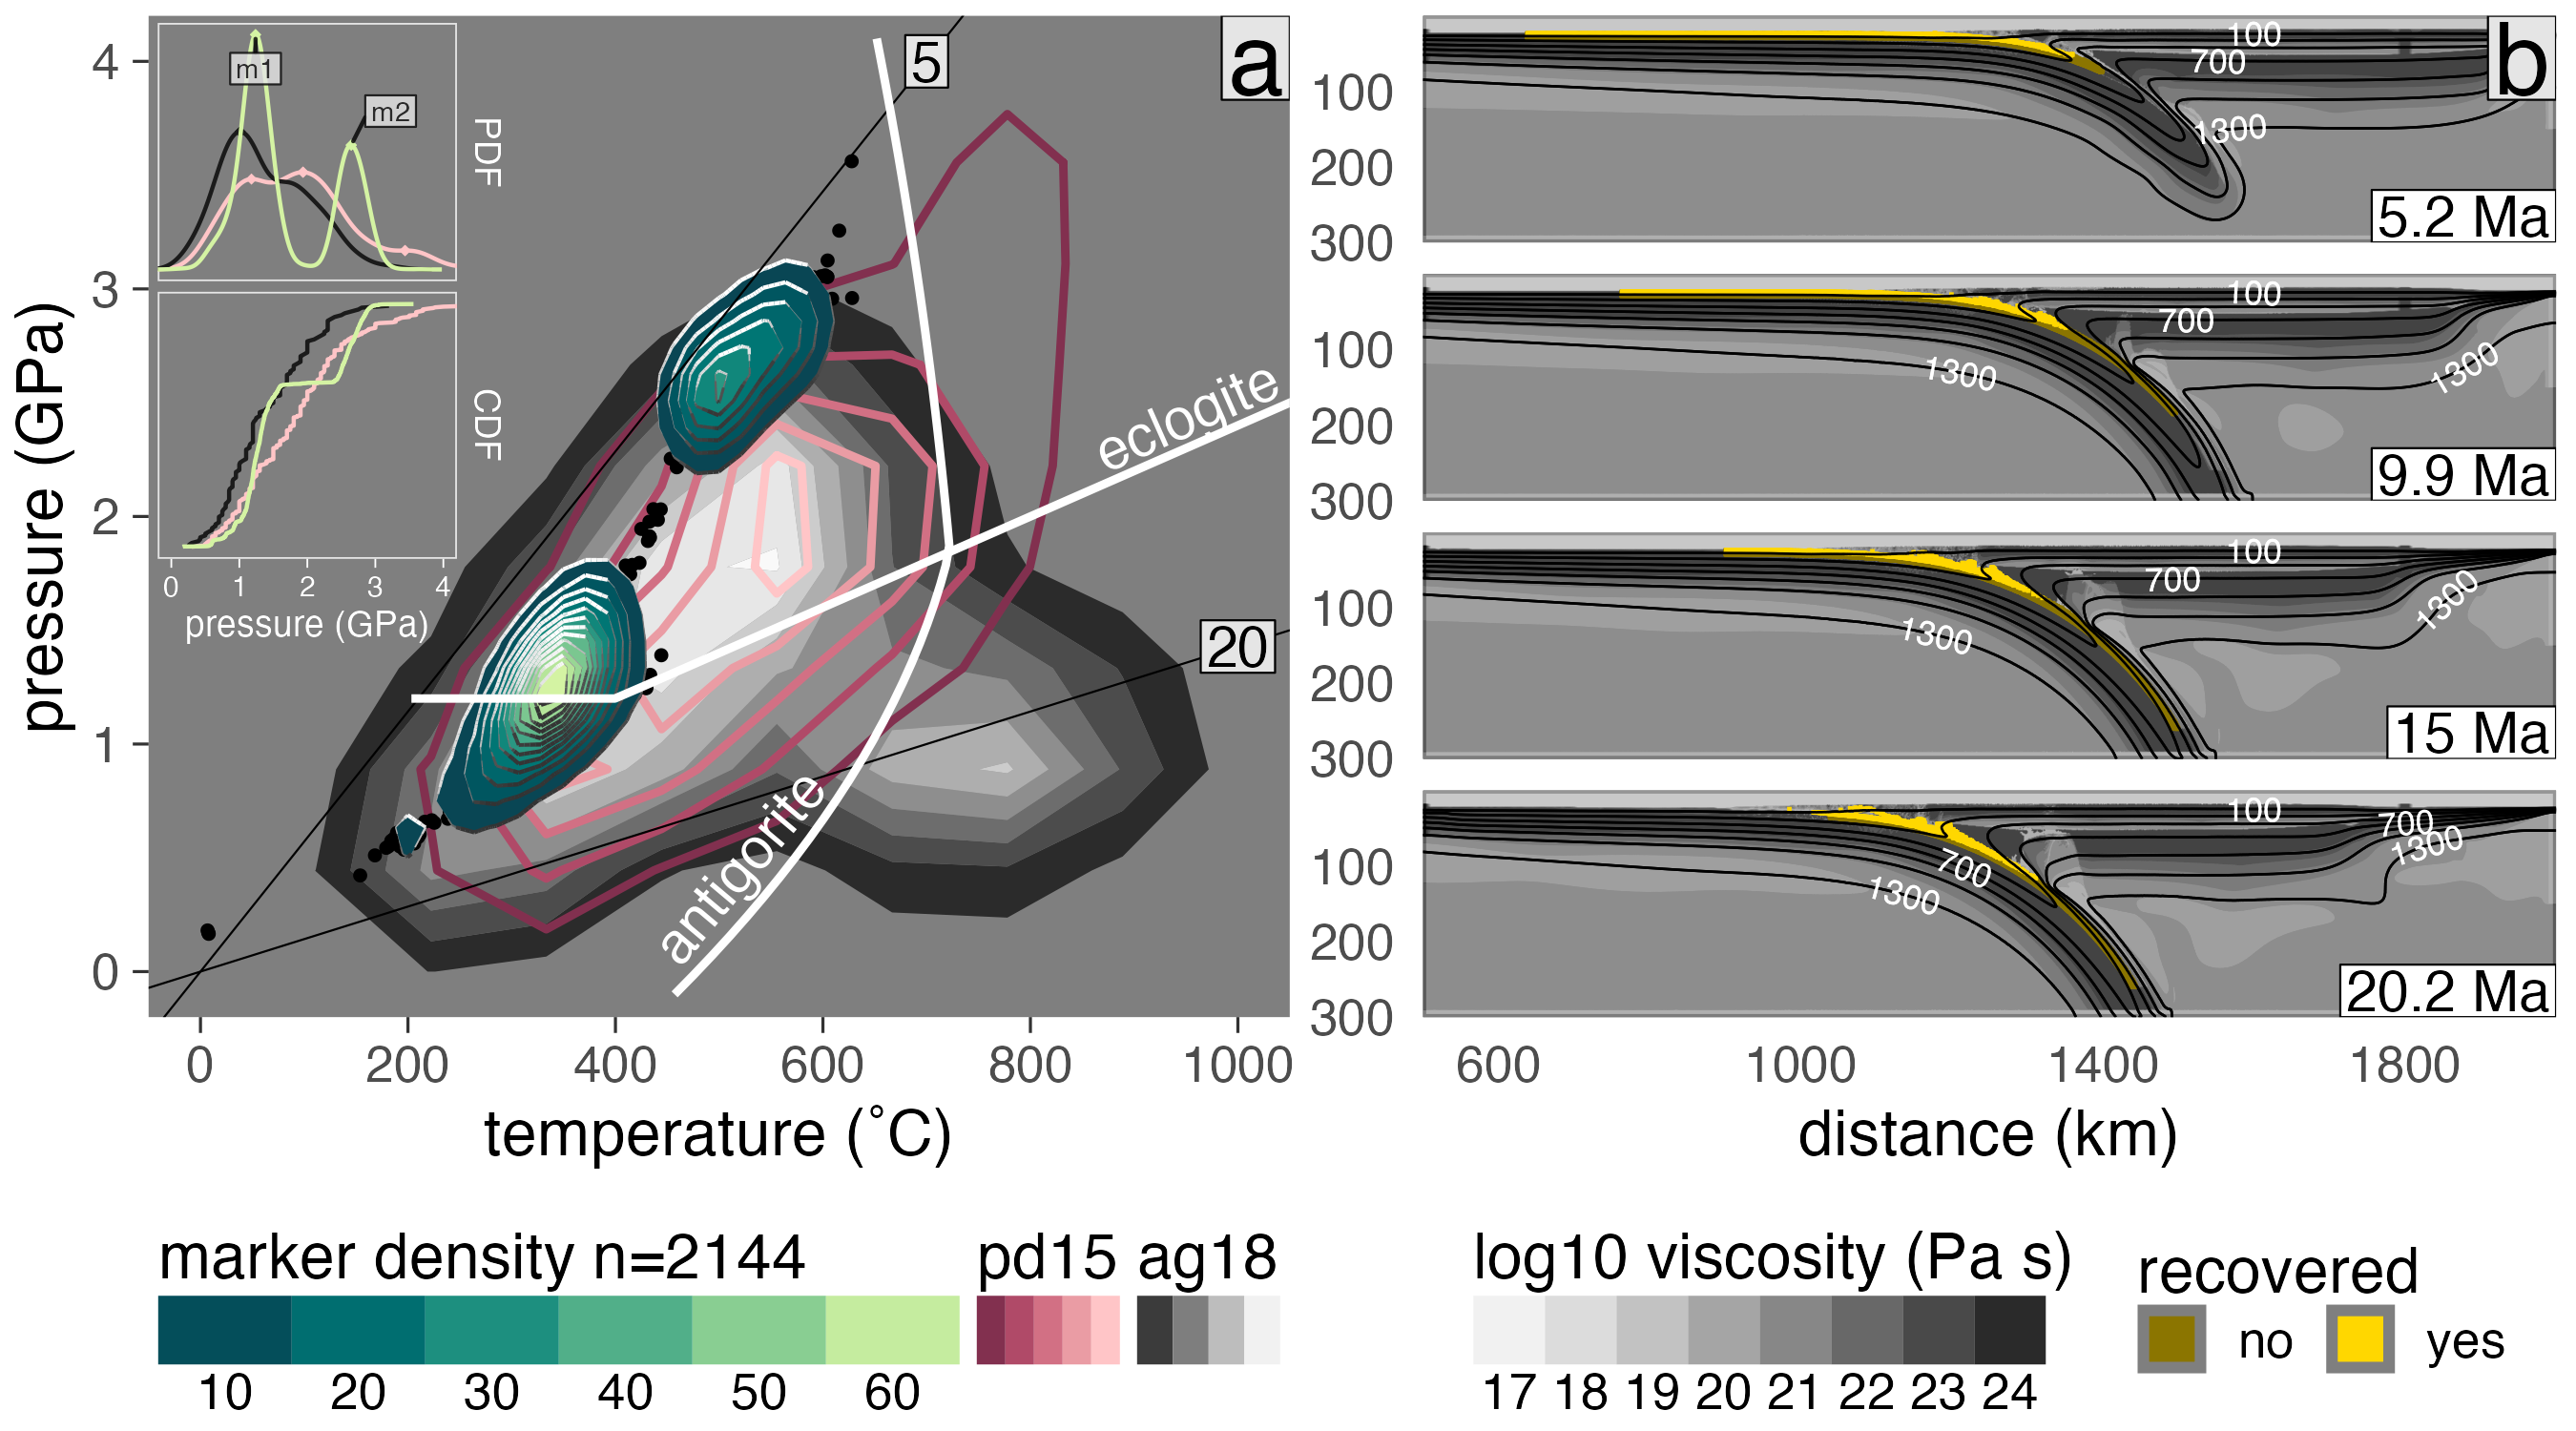 a
5
20
eclogite
antigorite
m1
m2
PDF
CDF
0 1 2 3 4
pressure (GPa)
4
3
2
1
0
pressure (GPa)
0 200 400 600 800 1000
temperature (°C)
b
100
700
1300
100
200
300
5.2 Ma
100
700
1300
1300
100
200
300
9.9 Ma
100
700
1300
1300
100
200
300
15 Ma
100
700
1300
700
1300
100
200
300
20.2 Ma
600 1000 1400 1800
distance (km)
marker density n=2144
10 20 30 40 50 60
pd15 ag18
log10 viscosity (Pa s)
17 18 19 20 21 22 23 24
recovered
no yes